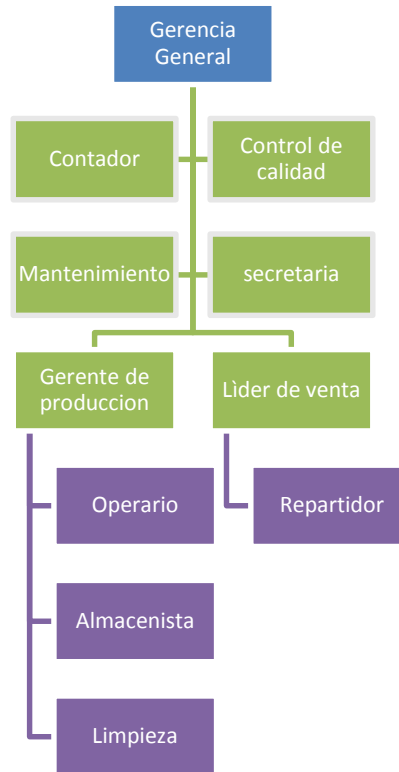 Gerencia
General
Contador
Control de
calidad
Mantenimiento
secretaria
Gerente de
produccion
Lìder de venta
Operario
Repartidor
Almacenista
Limpieza